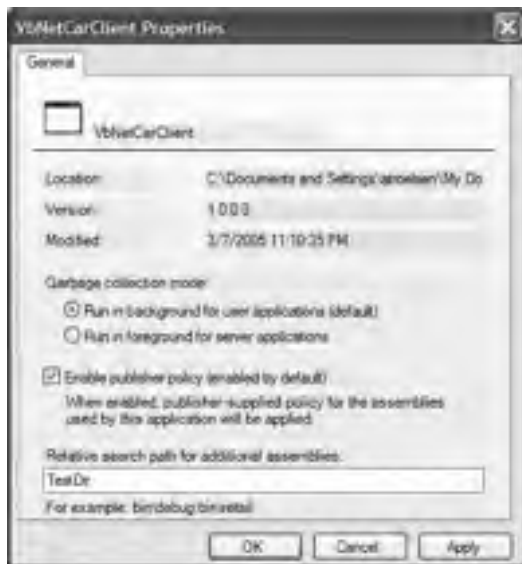 VbNetCarClient Properties
General
VbNetCarClient
Location:
C:\Documents and Settings\atroelsen\My Do
Version:
1.0.0.0
Modified:
3/7/2005 11:10:35 PM
Garbage collection mode:
Run in background for user applications (default)
Run in foreground for server applications
Enable publisher policy (enabled by default)
When enabled, publisher-supplied policy for the assemblies
used by this application will be applied.
Relative search path for additional assemblies:
TestDir
For example: bin\debug;bin\retail
OK
Cancel
Apply